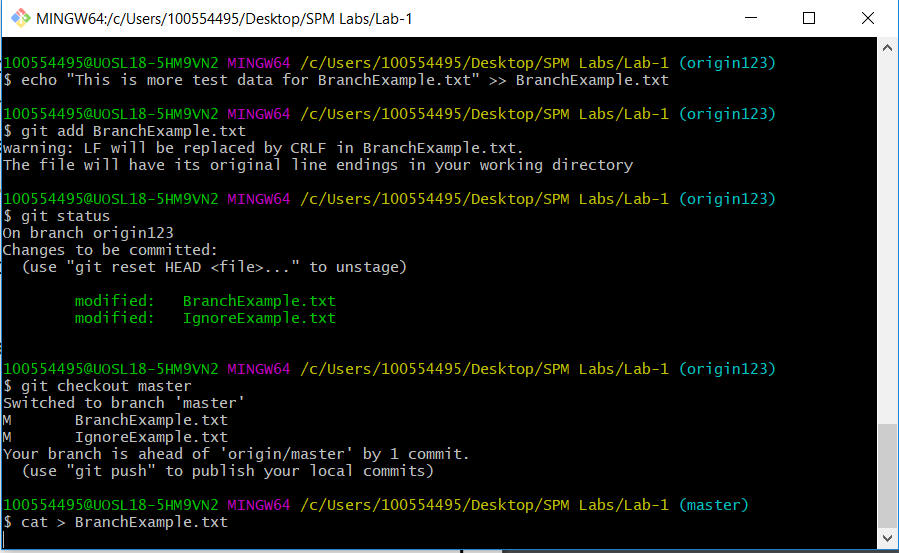 MINGW64:/c/Users/100554495/Desktop/SPM Labs/Lab-1
100554495@UOSL18-5HM9VN2 MINGW64 /c/Users/100554495/Desktop/SPM Labs/Lab-1 (origin123)
$ echo "This is more test data for BranchExample.txt" >> BranchExample.txt
100554495@UOSL18-5HM9VN2 MINGW64 /c/Users/100554495/Desktop/SPM Labs/Lab-1 (origin123)
$ git add BranchExample.txt
warning: LF will be replaced by CRLF in BranchExample.txt.
The file will have its original line endings in your working directory
100554495@UOSL18-5HM9VN2 MINGW64 /c/Users/100554495/Desktop/SPM Labs/Lab-1 (origin123)
$ git status
On branch origin123
Changes to be committed:
  (use "git reset HEAD <file>..." to unstage)
        modified:   BranchExample.txt
        modified:   IgnoreExample.txt
100554495@UOSL18-5HM9VN2 MINGW64 /c/Users/100554495/Desktop/SPM Labs/Lab-1 (origin123)
$ git checkout master
Switched to branch 'master'
M       BranchExample.txt
M       IgnoreExample.txt
Your branch is ahead of 'origin/master' by 1 commit.
  (use "git push" to publish your local commits)
100554495@UOSL18-5HM9VN2 MINGW64 /c/Users/100554495/Desktop/SPM Labs/Lab-1 (master)
$ cat > BranchExample.txt